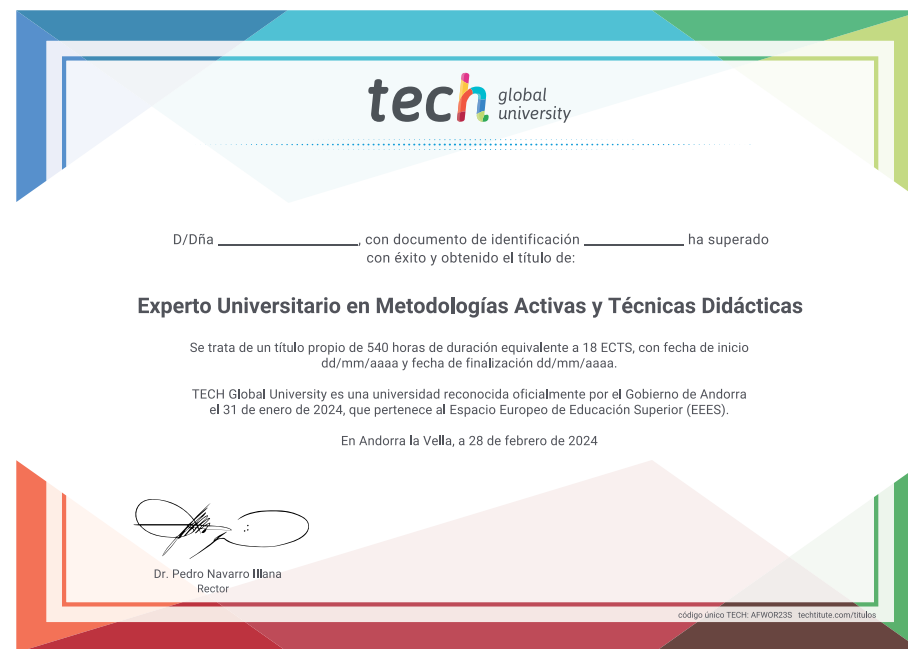 tech global university
D/Dña ______________, con documento de identificación __________ ha superado
con éxito y obtenido el título de:
Experto Universitario en Metodologías Activas y Técnicas Didácticas
Se trata de un título propio de 540 horas de duración equivalente a 18 ECTS, con fecha de inicio
dd/mm/aaaa y fecha de finalización dd/mm/aaaa.
TECH Global University es una universidad reconocida oficialmente por el Gobierno de Andorra
el 31 de enero de 2024, que pertenece al Espacio Europeo de Educación Superior (EEES).
En Andorra la Vella, a 28 de febrero de 2024
Dr. Pedro Navarro Illana
Rector
código único TECH: AFWOR23S techtitute.com/titulos